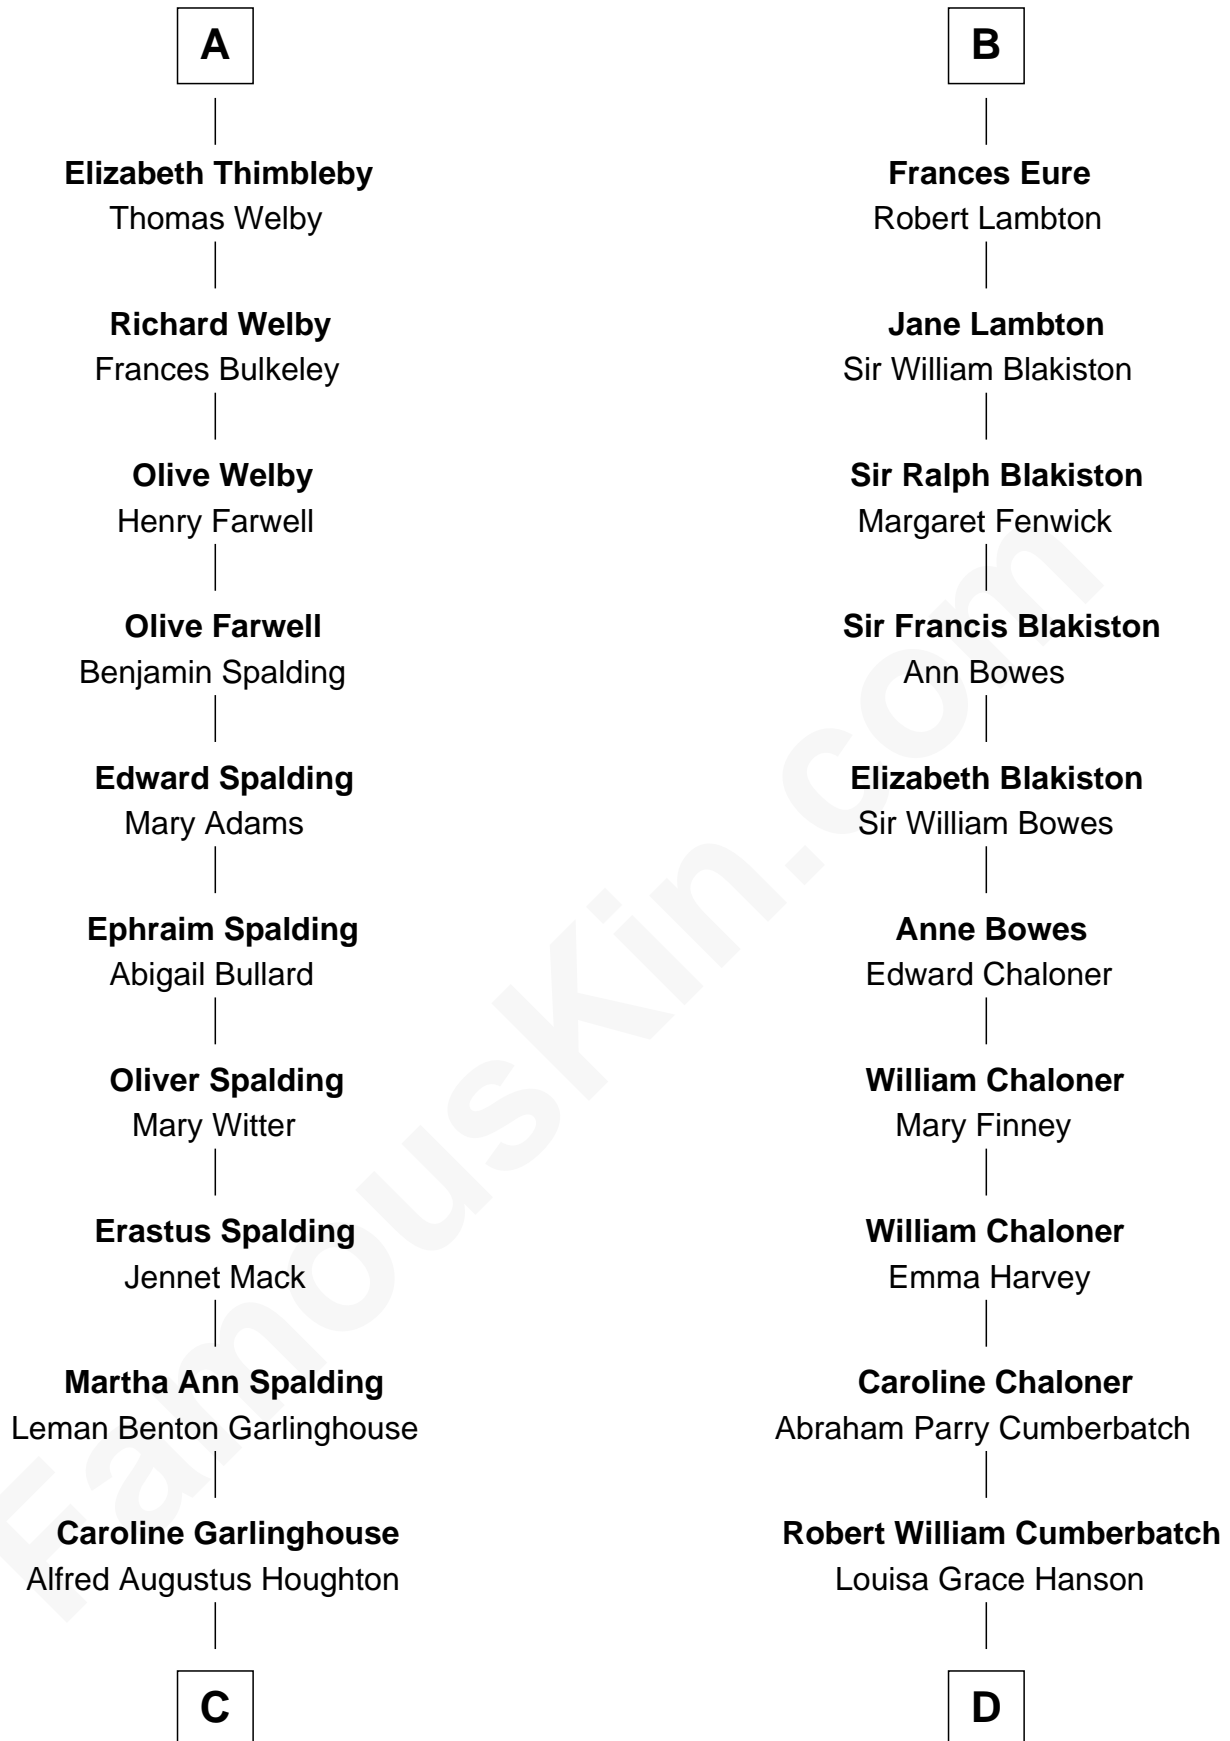 A
Elizabeth Thimbleby
Thomas Welby
Richard Welby
Frances Bulkeley
Olive Welby
Henry Farwell
Olive Farwell
Benjamin Spalding
Edward Spalding
Mary Adams
Ephraim Spalding
Abigail Bullard
Oliver Spalding
Mary Witter
Erastus Spalding
Jennet Mack
Martha Ann Spalding
Leman Benton Garlinghouse
Caroline Garlinghouse
Alfred Augustus Houghton
C
B
Frances Eure
Robert Lambton
Jane Lambton
Sir William Blakiston
Sir Ralph Blakiston
Margaret Fenwick
Sir Francis Blakiston
Ann Bowes
Elizabeth Blakiston
Sir William Bowes
Anne Bowes
Edward Chaloner
William Chaloner
Mary Finney
William Chaloner
Emma Harvey
Caroline Chaloner
Abraham Parry Cumberbatch
Robert William Cumberbatch
Louisa Grace Hanson
D
FamousKin.com